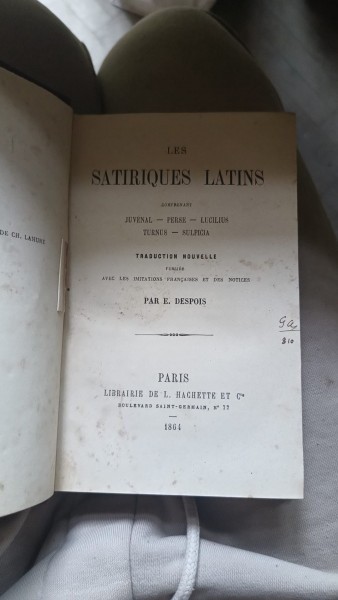 DE CH. LAHURE
LES
SATIRIQUES LATINS
COMPRENANT
JUVÉNAL — PERSE — LUCILIUS
TURNUS — SULPICIA
TRADUCTION NOUVELLE
PUBLIÉE
AVEC LES IMITATIONS FRANÇAISES ET DES NOTICES
PAR E. DESPOIS
PARIS
LIBRAIRIE DE L. HACHETTE ET Cie
BOULEVARD SAINT-GERMAIN, N° 77
1864
810